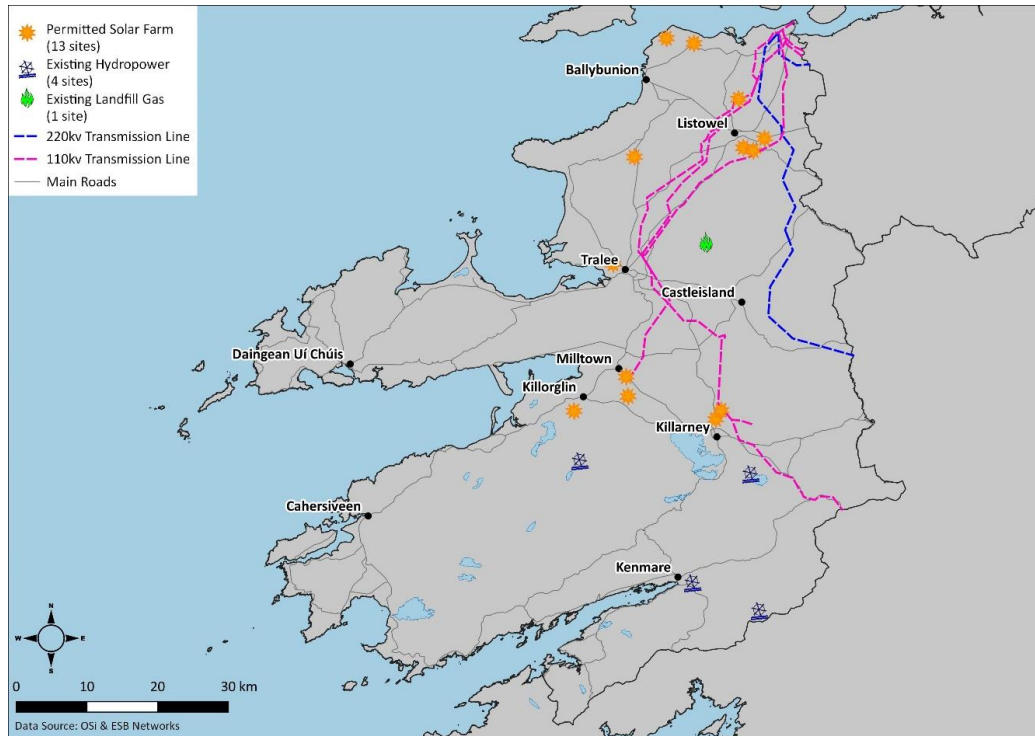 Permitted Solar Farm
(13 sites)
Existing Hydropower
(4 sites)
Existing Landfill Gas
(1 site)
220kv Transmission Line
110kv Transmission Line
Main Roads
Ballybunion
Listowel
Tralee
Castleisland
Daingean Uí Chúis
Milltown
Killorglin
Killarney
Cahersiveen
Kenmare
N
W E
S
0 10 20 30 km
Data Source: OSi & ESB Networks